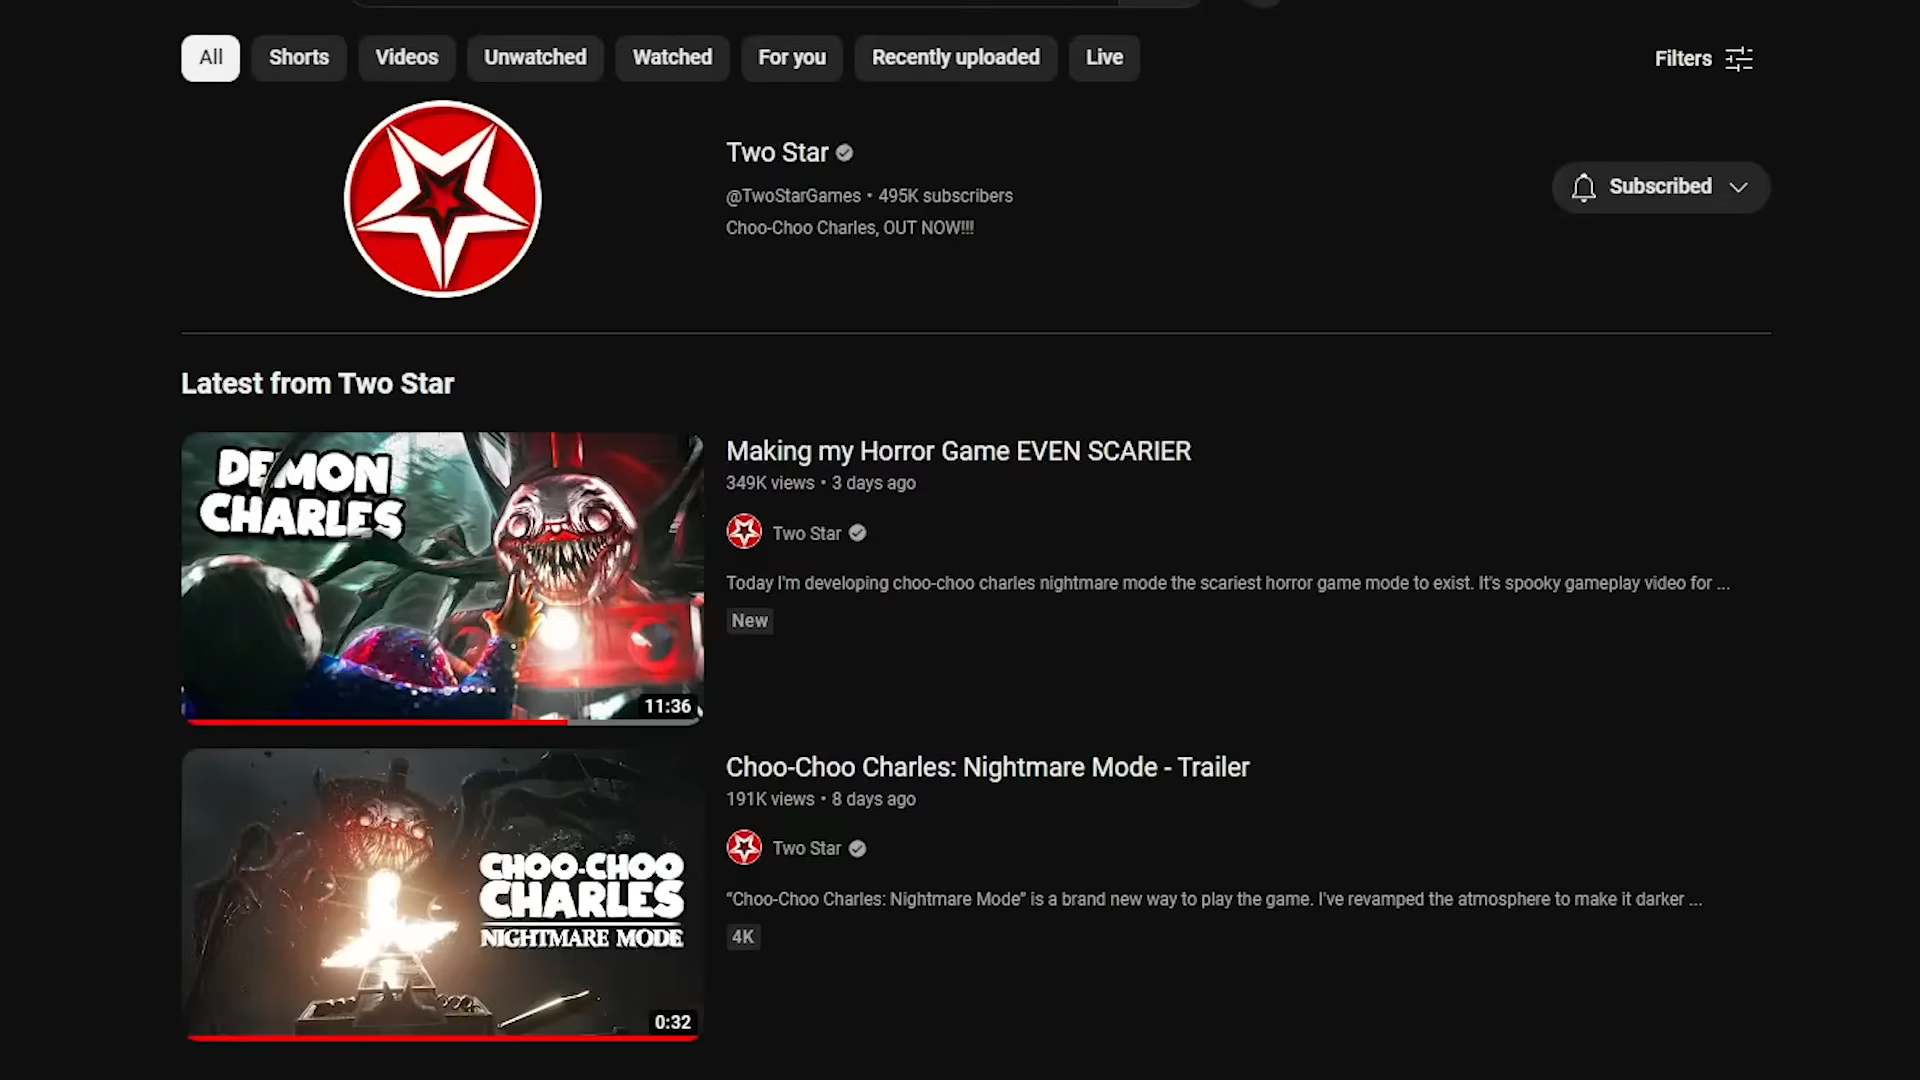 All
Shorts
Videos
Unwatched
Watched
For you
Recently uploaded
Live
Filters
Two Star
@TwoStarGames • 495K subscribers
Choo-Choo Charles, OUT NOW!!!
Subscribed
Latest from Two Star
DEMON
CHARLES
11:36
Making my Horror Game EVEN SCARIER
349K views • 3 days ago
Two Star
Today I'm developing choo-choo charles nightmare mode the scariest horror game mode to exist. It's spooky gameplay video for ...
New
CHOO-CHOO
CHARLES
NIGHTMARE MODE
0:32
Choo-Choo Charles: Nightmare Mode - Trailer
191K views • 8 days ago
Two Star
“Choo-Choo Charles: Nightmare Mode” is a brand new way to play the game. I've revamped the atmosphere to make it darker ...
4K